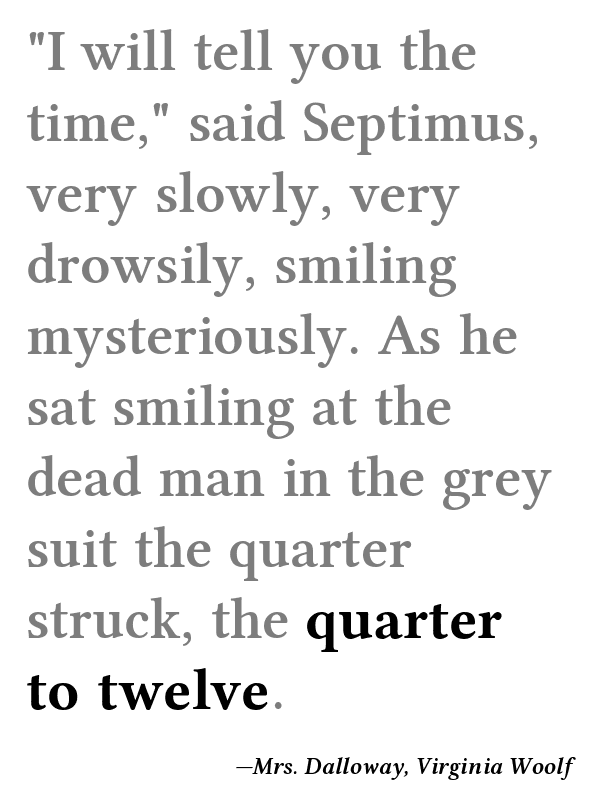 "I will tell you the
time," said Septimus,
very slowly, very
drowsily, smiling
mysteriously. As he
sat smiling at the
dead man in the grey
suit the quarter
struck, the quarter
to twelve.
—Mrs. Dalloway, Virginia Woolf